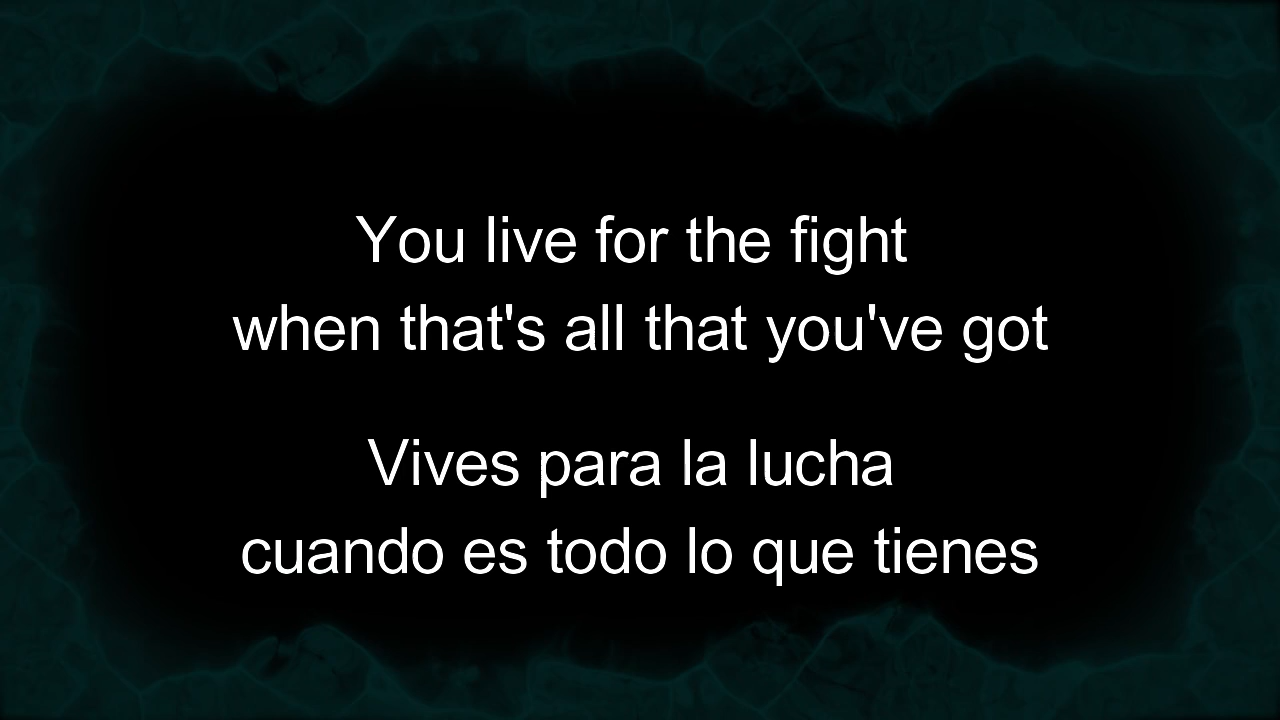 You live for the fight
when that's all that you've got
Vives para la lucha
cuando es todo lo que tienes